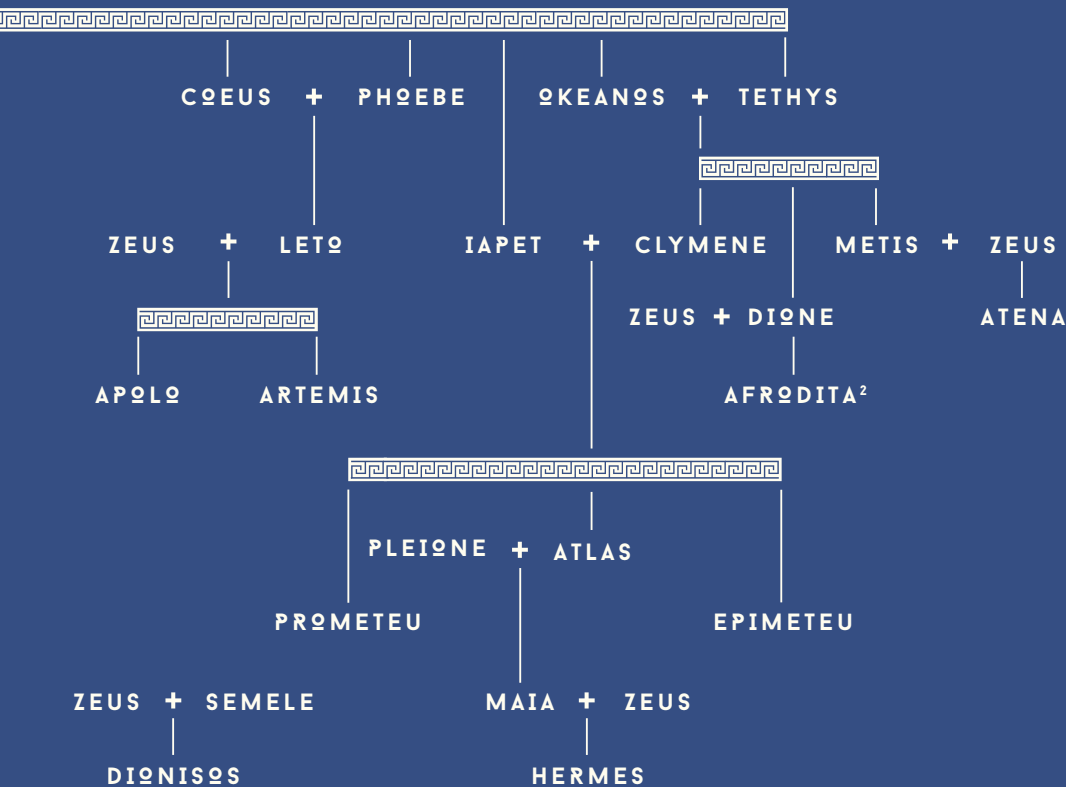 COEUS + PHOEBE OKEANOS + TETHYS
ZEUS + LETO IAPET + CLYMENE METIS + ZEUS
ZEUS + DIONE ATENA
APOLO ARTEMIS AFRODITA²
PLEIONE + ATLAS
PROMETEU EPIMETEU
ZEUS + SEMELE MAIA + ZEUS
DIONISOS HERMES